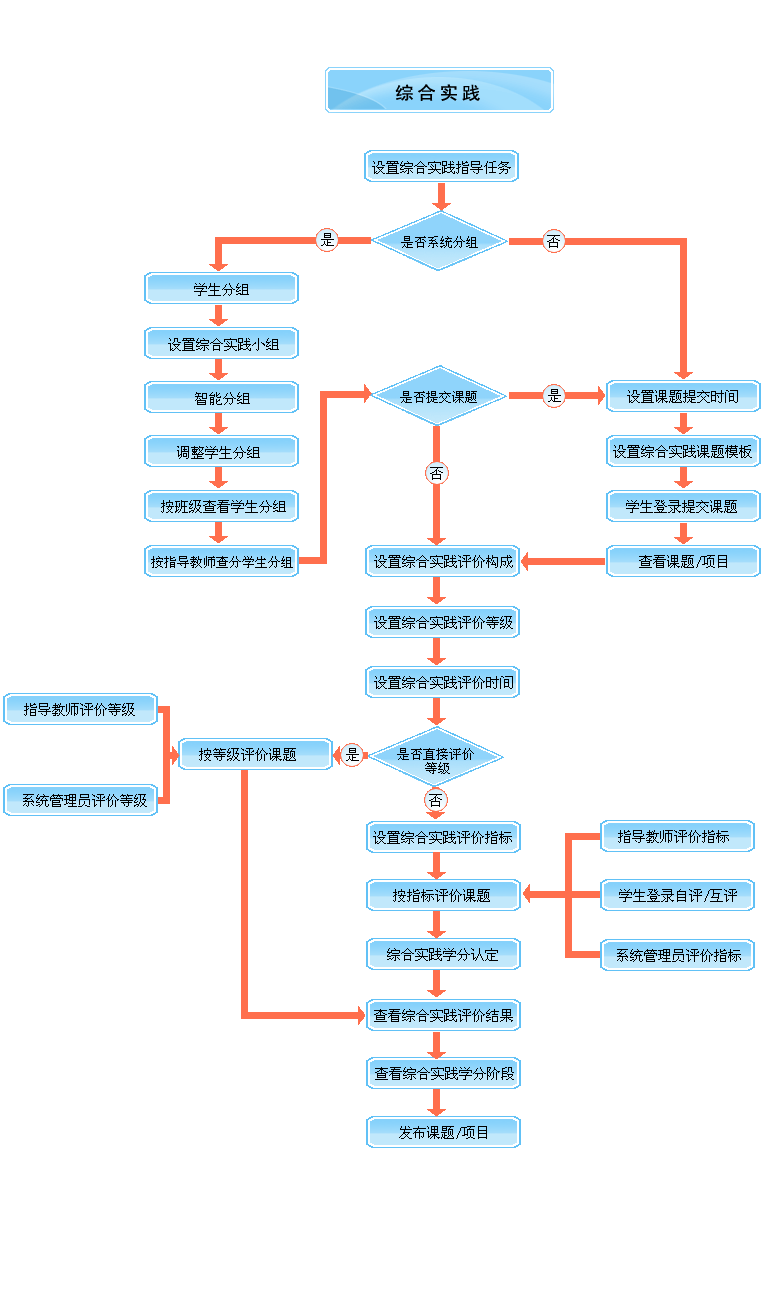 综合实践
设置综合实践指导任务
是否系统分组
是
否
学生分组
设置综合实践小组
智能分组
调整学生分组
按班级查看学生分组
按指导教师查分学生分组
是否提交课题
是
否
设置课题提交时间
设置综合实践课题模板
学生登录提交课题
查看课题/项目
设置综合实践评价构成
设置综合实践评价等级
设置综合实践评价时间
是否直接评价
等级
是
否
按等级评价课题
指导教师评价等级
系统管理员评价等级
设置综合实践评价指标
按指标评价课题
指导教师评价指标
学生登录自评/互评
系统管理员评价指标
综合实践学分认定
查看综合实践评价结果
查看综合实践学分阶段
发布课题/项目